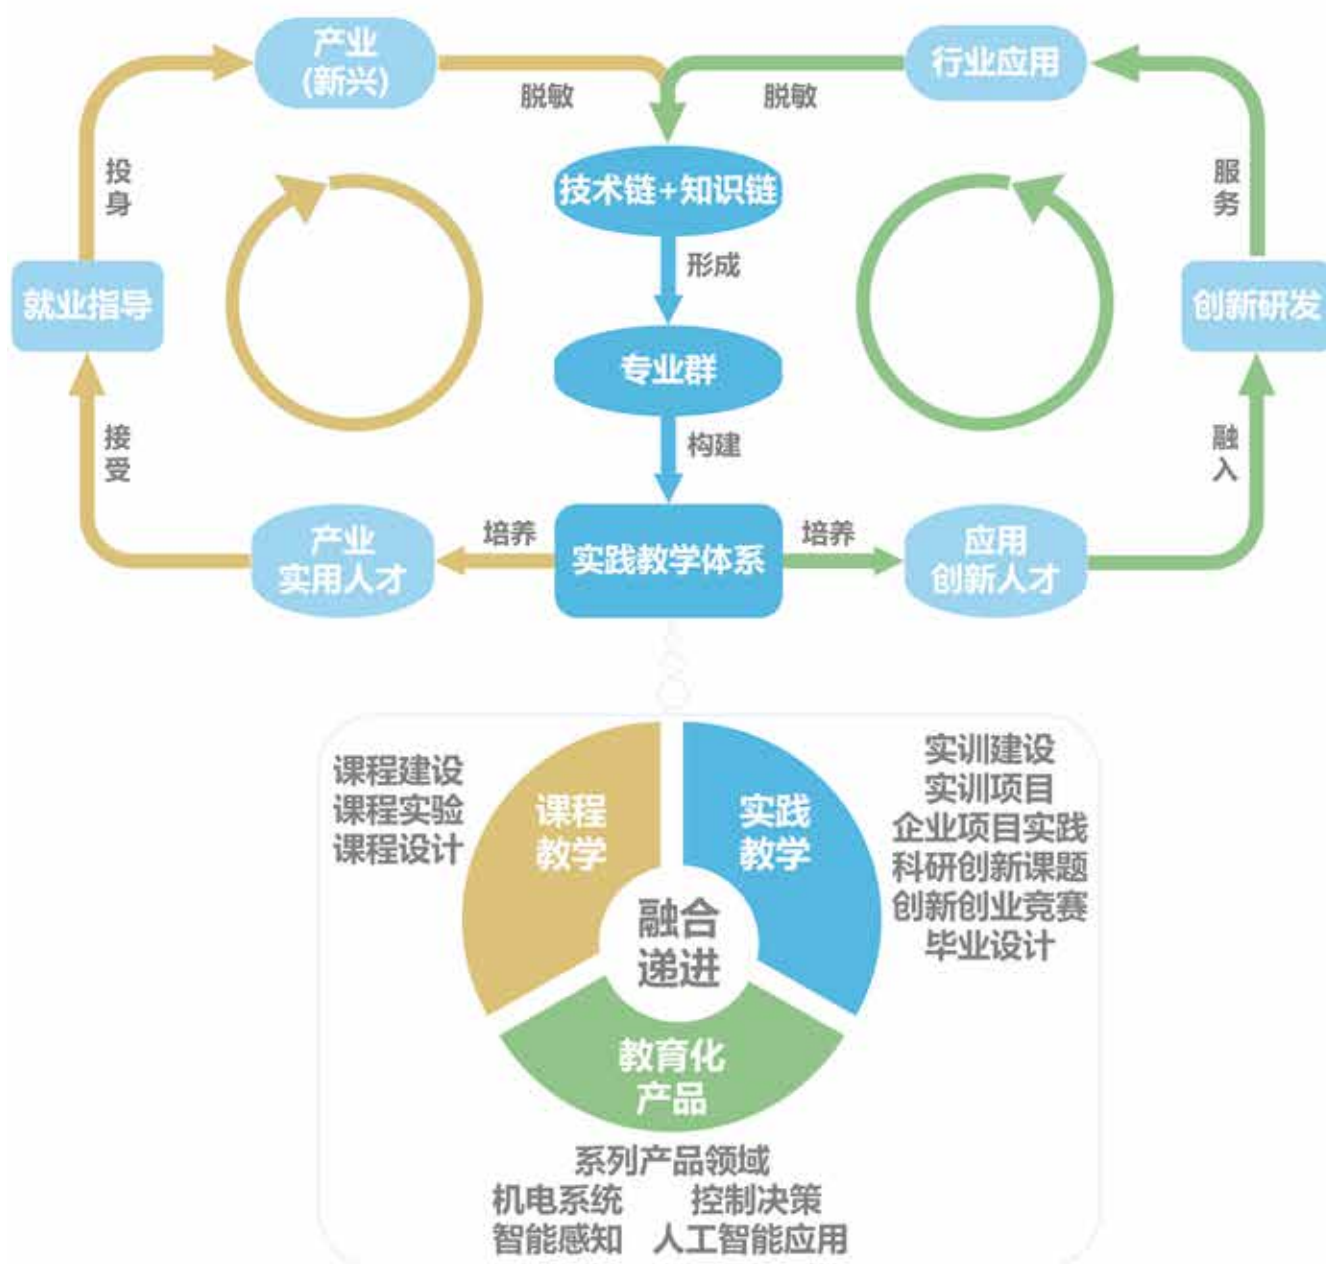 产业
(新兴)
行业应用
脱敏
脱敏
投身
服务
技术链+知识链
形成
就业指导
创新研发
专业群
接受
构建
融入
产业
实用人才
培养
实践教学体系
培养
应用
创新人才
课程建设
课程实验
课程设计
课程
教学
实践
教学
实训建设
实训项目
企业项目实践
科研创新课题
创新创业竞赛
毕业设计
融合
递进
教育化
产品
系列产品领域
机电系统 控制决策
智能感知 人工智能应用